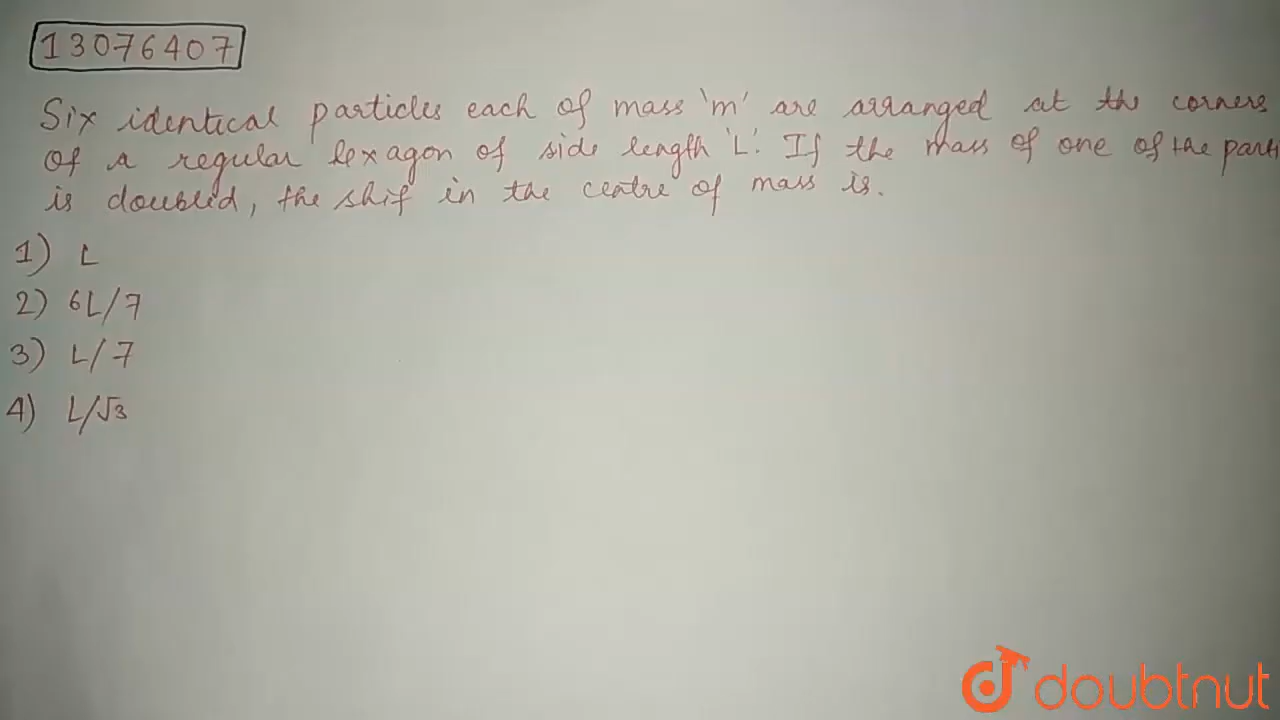 13076407
Six identical particles each of mass 'm' are arranged at the corners
of a regular hexagon of side length 'L'. If the mass of one of the parti
is doubled, the shif in the centre of mass is.
1) L
2) 6L/7
3) L/7
4) L/√3
doubtnut